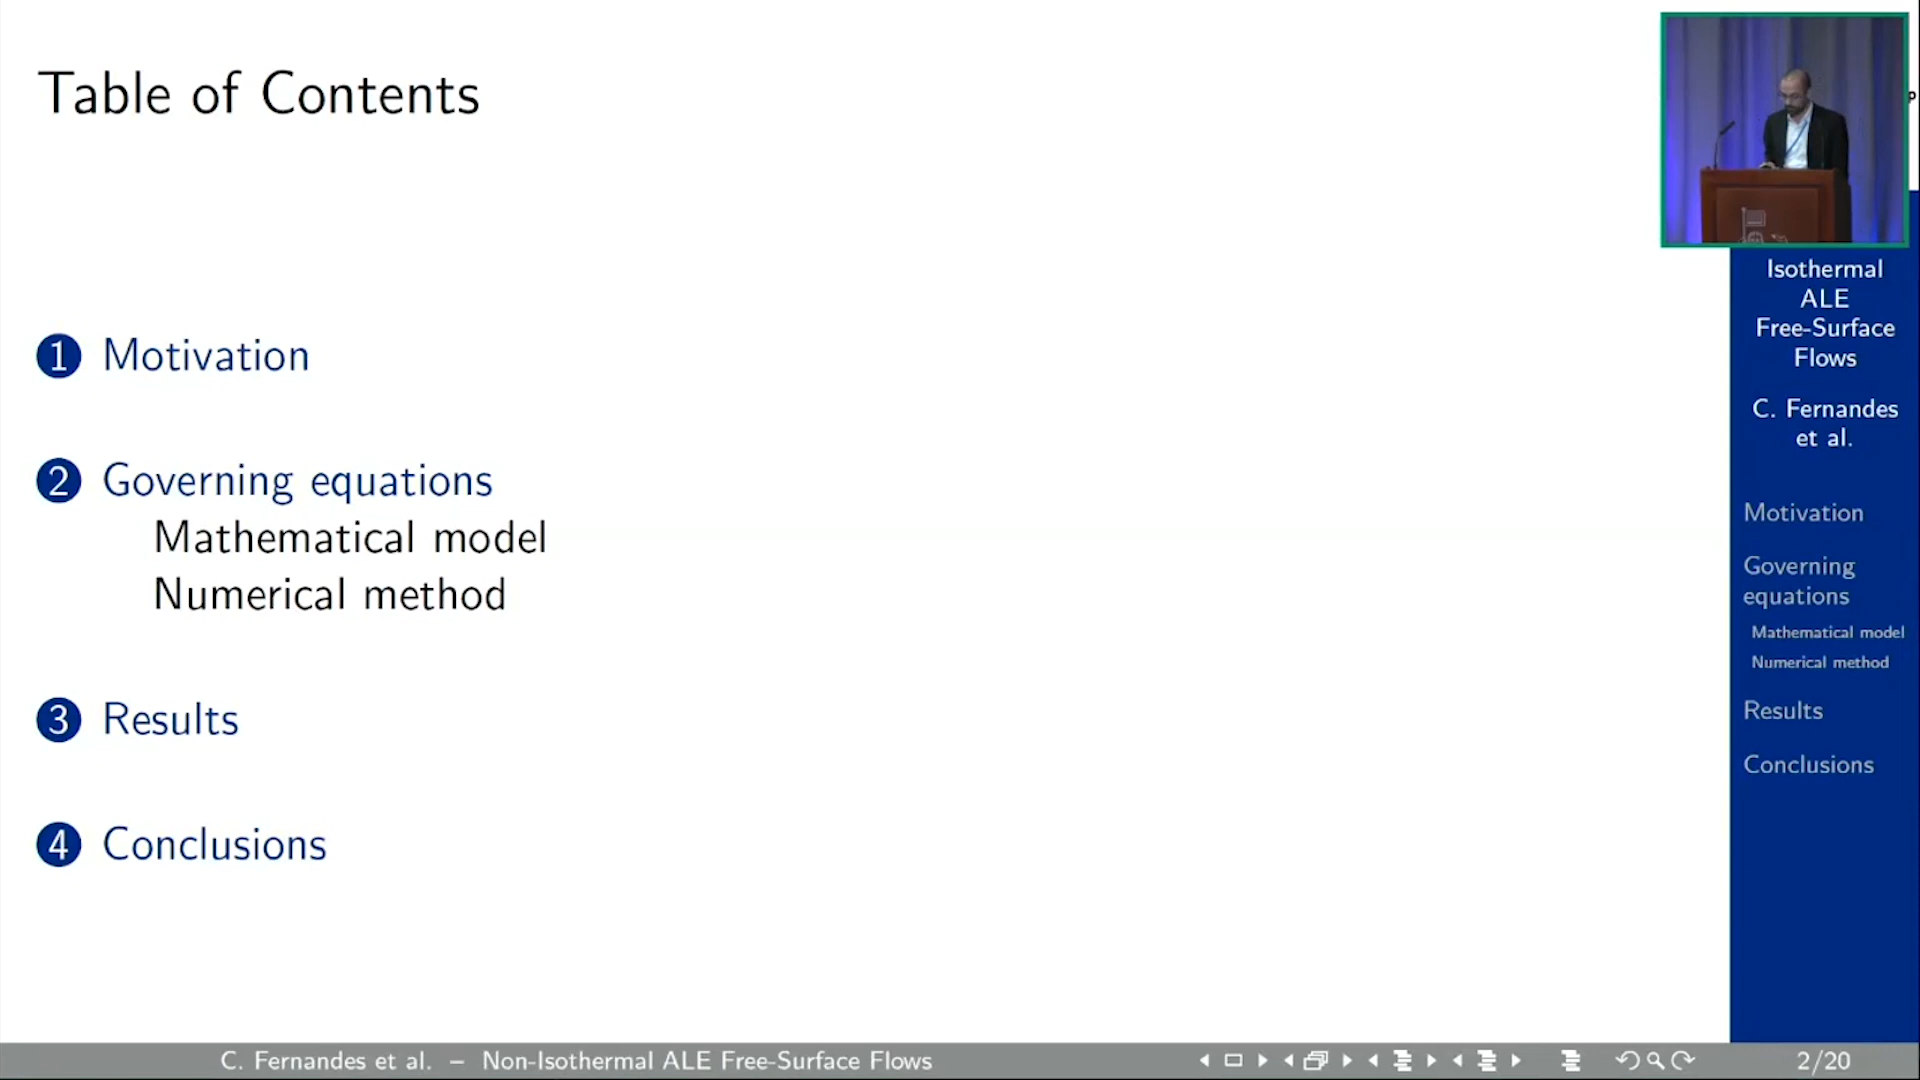 Table of Contents
1 Motivation
2 Governing equations
Mathematical model
Numerical method
3 Results
4 Conclusions
Isothermal
ALE
Free-Surface
Flows
C. Fernandes
et al.
Motivation
Governing
equations
Mathematical model
Numerical method
Results
Conclusions
C. Fernandes et al. – Non-Isothermal ALE Free-Surface Flows
2/20